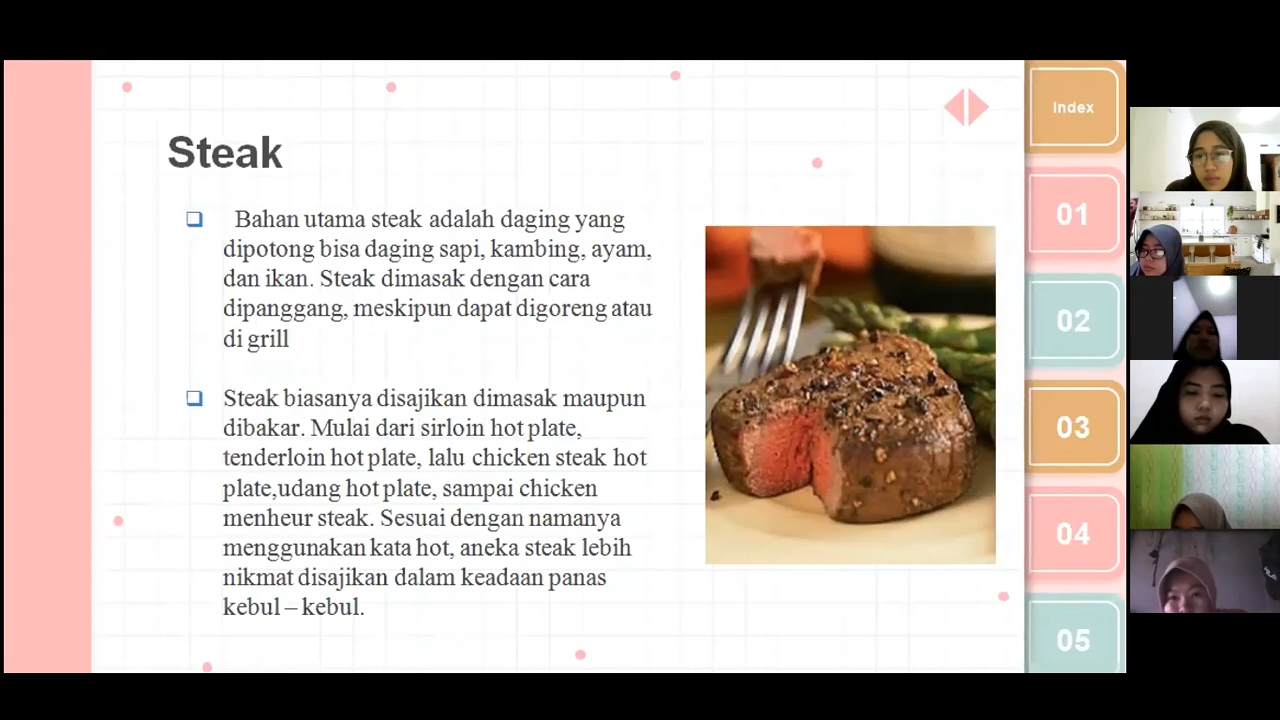 Steak
Bahan utama steak adalah daging yang
dipotong bisa daging sapi, kambing, ayam,
dan ikan. Steak dimasak dengan cara
dipanggang, meskipun dapat digoreng atau
di grill
Steak biasanya disajikan dimasak maupun
dibakar. Mulai dari sirloin hot plate,
tenderloin hot plate, lalu chicken steak hot
plate,udang hot plate, sampai chicken
menheur steak. Sesuai dengan namanya
menggunakan kata hot, aneka steak lebih
nikmat disajikan dalam keadaan panas
kebul – kebul.
Index
01
02
03
04
05